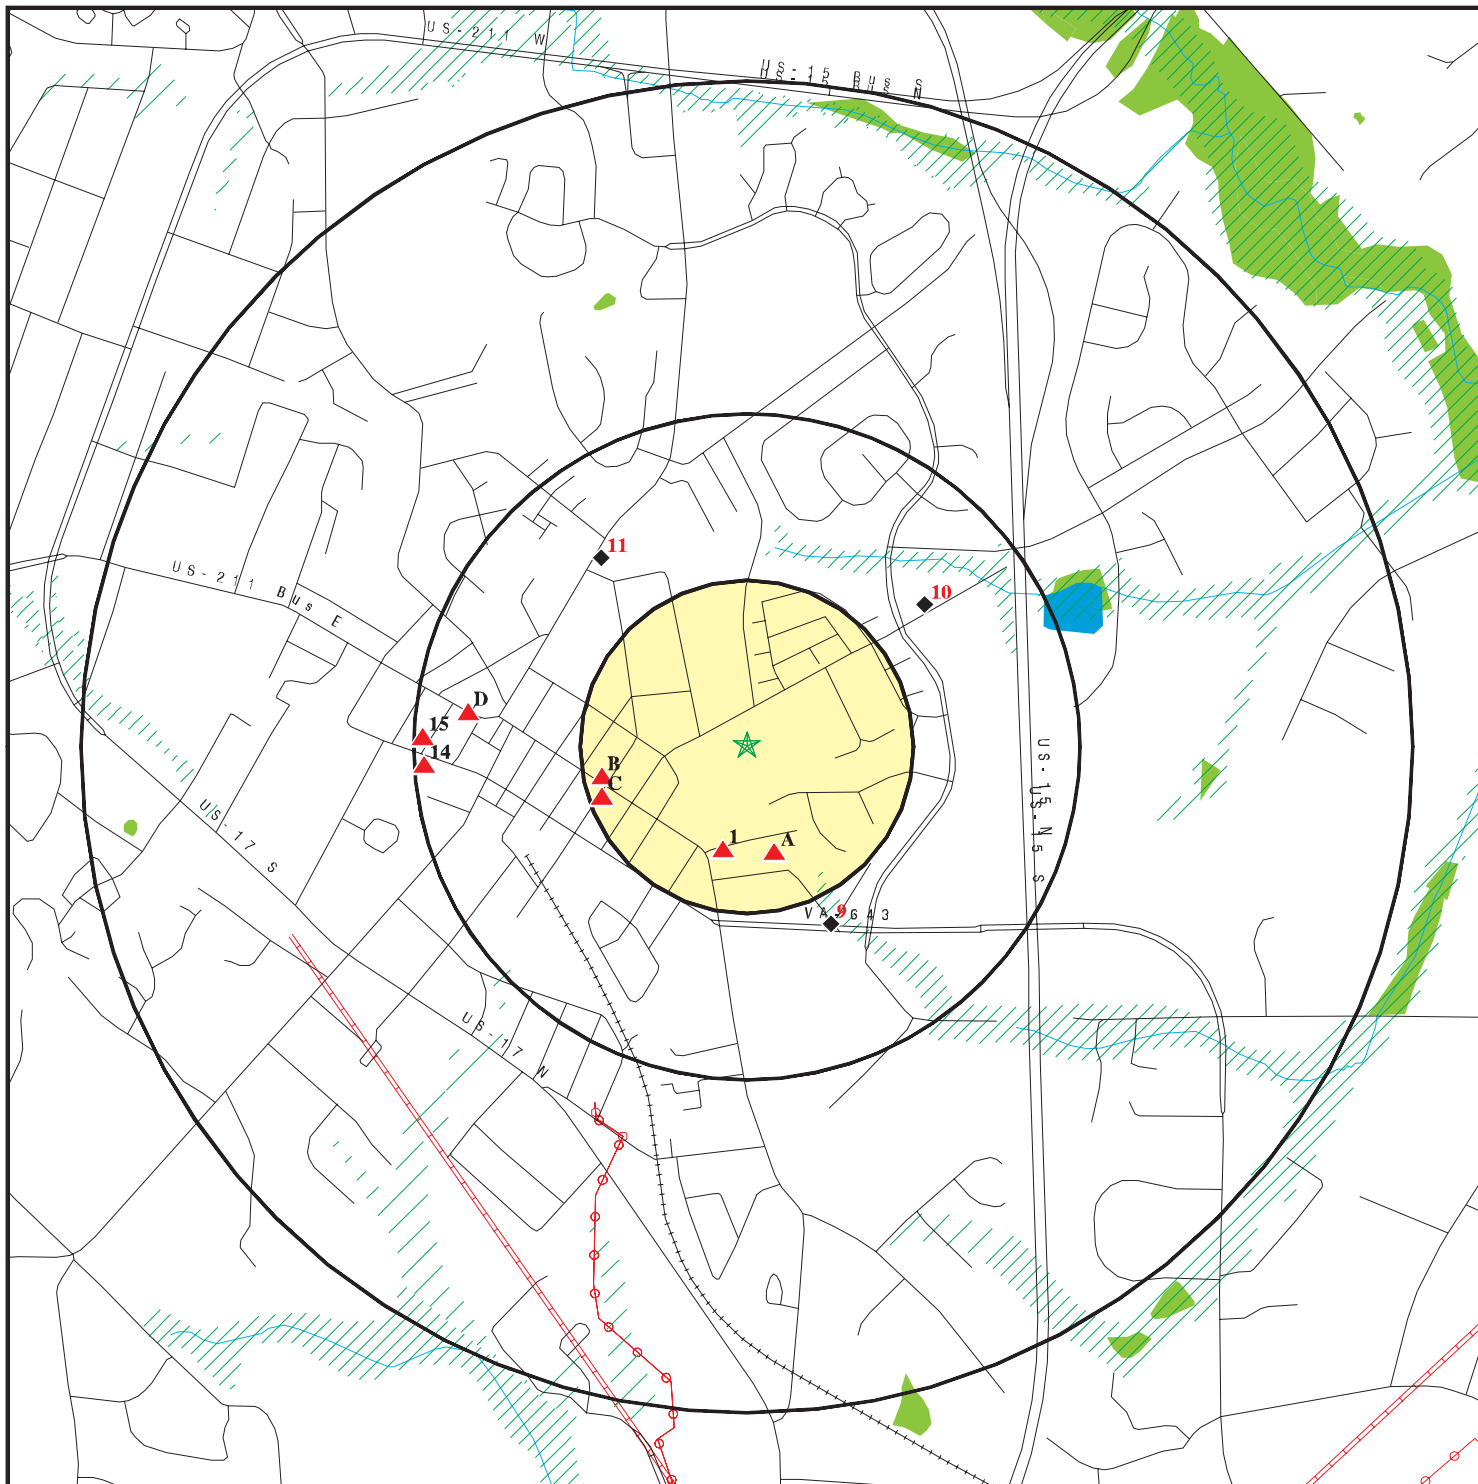 US-211 W
US-15 Bus S
US-15 Bus N
11
10
US-211 Bus E
D
15
14
B
C
1
A
US-15 N
US-15 S
US-17 S
9
VA-643
US-17 W